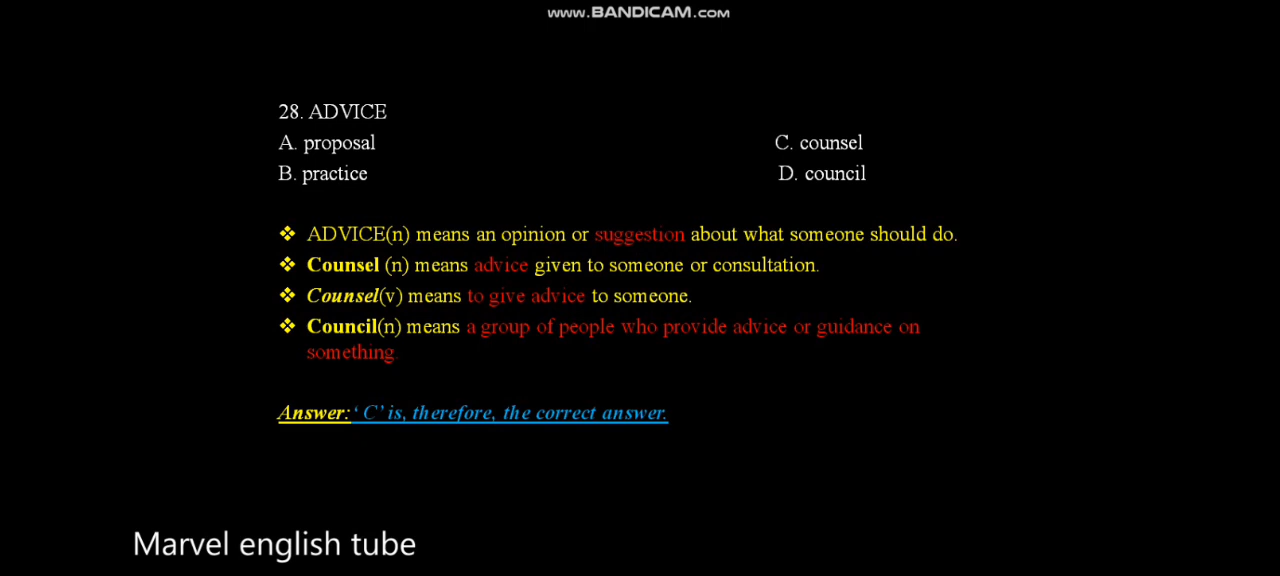 www.BANDICAM.com
28. ADVICE
A. proposal C. counsel
B. practice D. council
❖ ADVICE(n) means an opinion or suggestion about what someone should do.
❖ Counsel (n) means advice given to someone or consultation.
❖ Counsel(v) means to give advice to someone.
❖ Council(n) means a group of people who provide advice or guidance on
something.
Answer: ‘ C’ is, therefore, the correct answer.
Marvel english tube